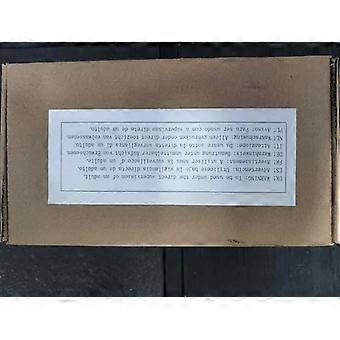 EN: WARNING: To be used under the direct supervision of an adult.
ES: Advertencia: Utilícese bajo la vigilancia directa de un adulto.
FR: Avertissement: A utiliser sous la surveillance d' un adulte.
DE: Warnhinweis: Benutzung unter unmittelbarer Aufsicht von Erwachsenen.
IT: Attenzione: Da usare sotto la sorveglianza diretta di un adulto.
NL: Waarschuwing: Alleen gebruiken onder toezicht van volwassenen.
PT: Aviso: Para ser usado com a supervisão direta de um adulto.